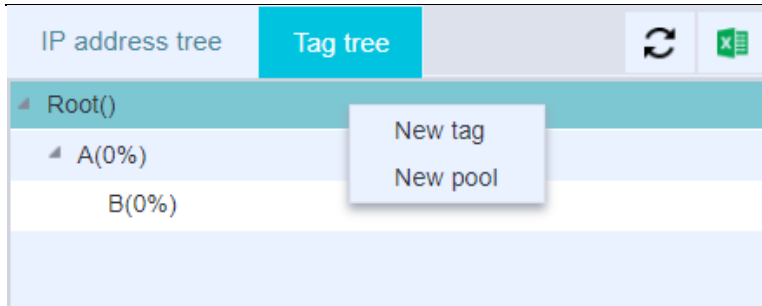 IP address tree Tag tree
Root()
New tag
A(0%)
New pool
B(0%)